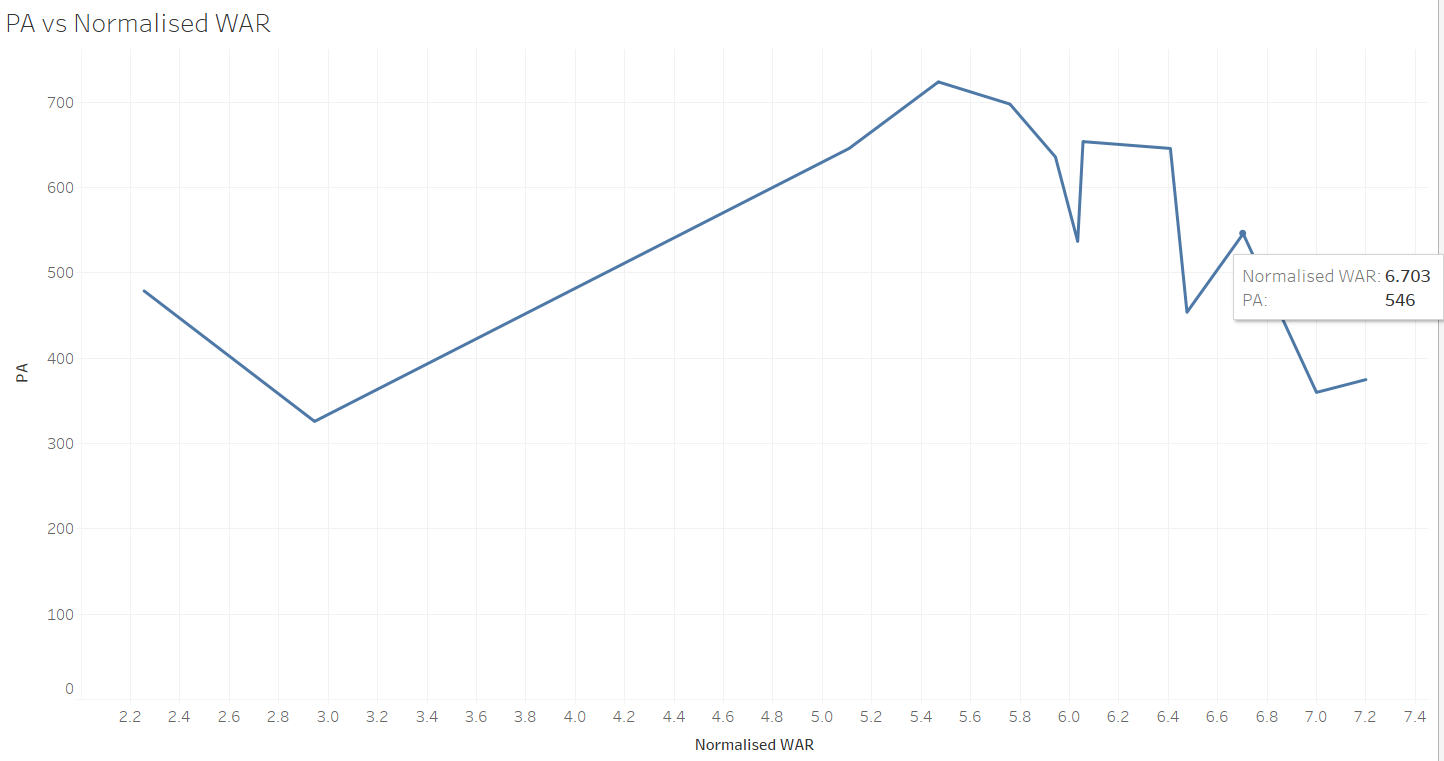 PA vs Normalised WAR
700
600
500
400
300
200
100
0
PA
Normalised WAR: 6.703
PA: 546
2.2 2.4 2.6 2.8 3.0 3.2 3.4 3.6 3.8 4.0 4.2 4.4 4.6 4.8 5.0 5.2 5.4 5.6 5.8 6.0 6.2 6.4 6.6 6.8 7.0 7.2 7.4
Normalised WAR